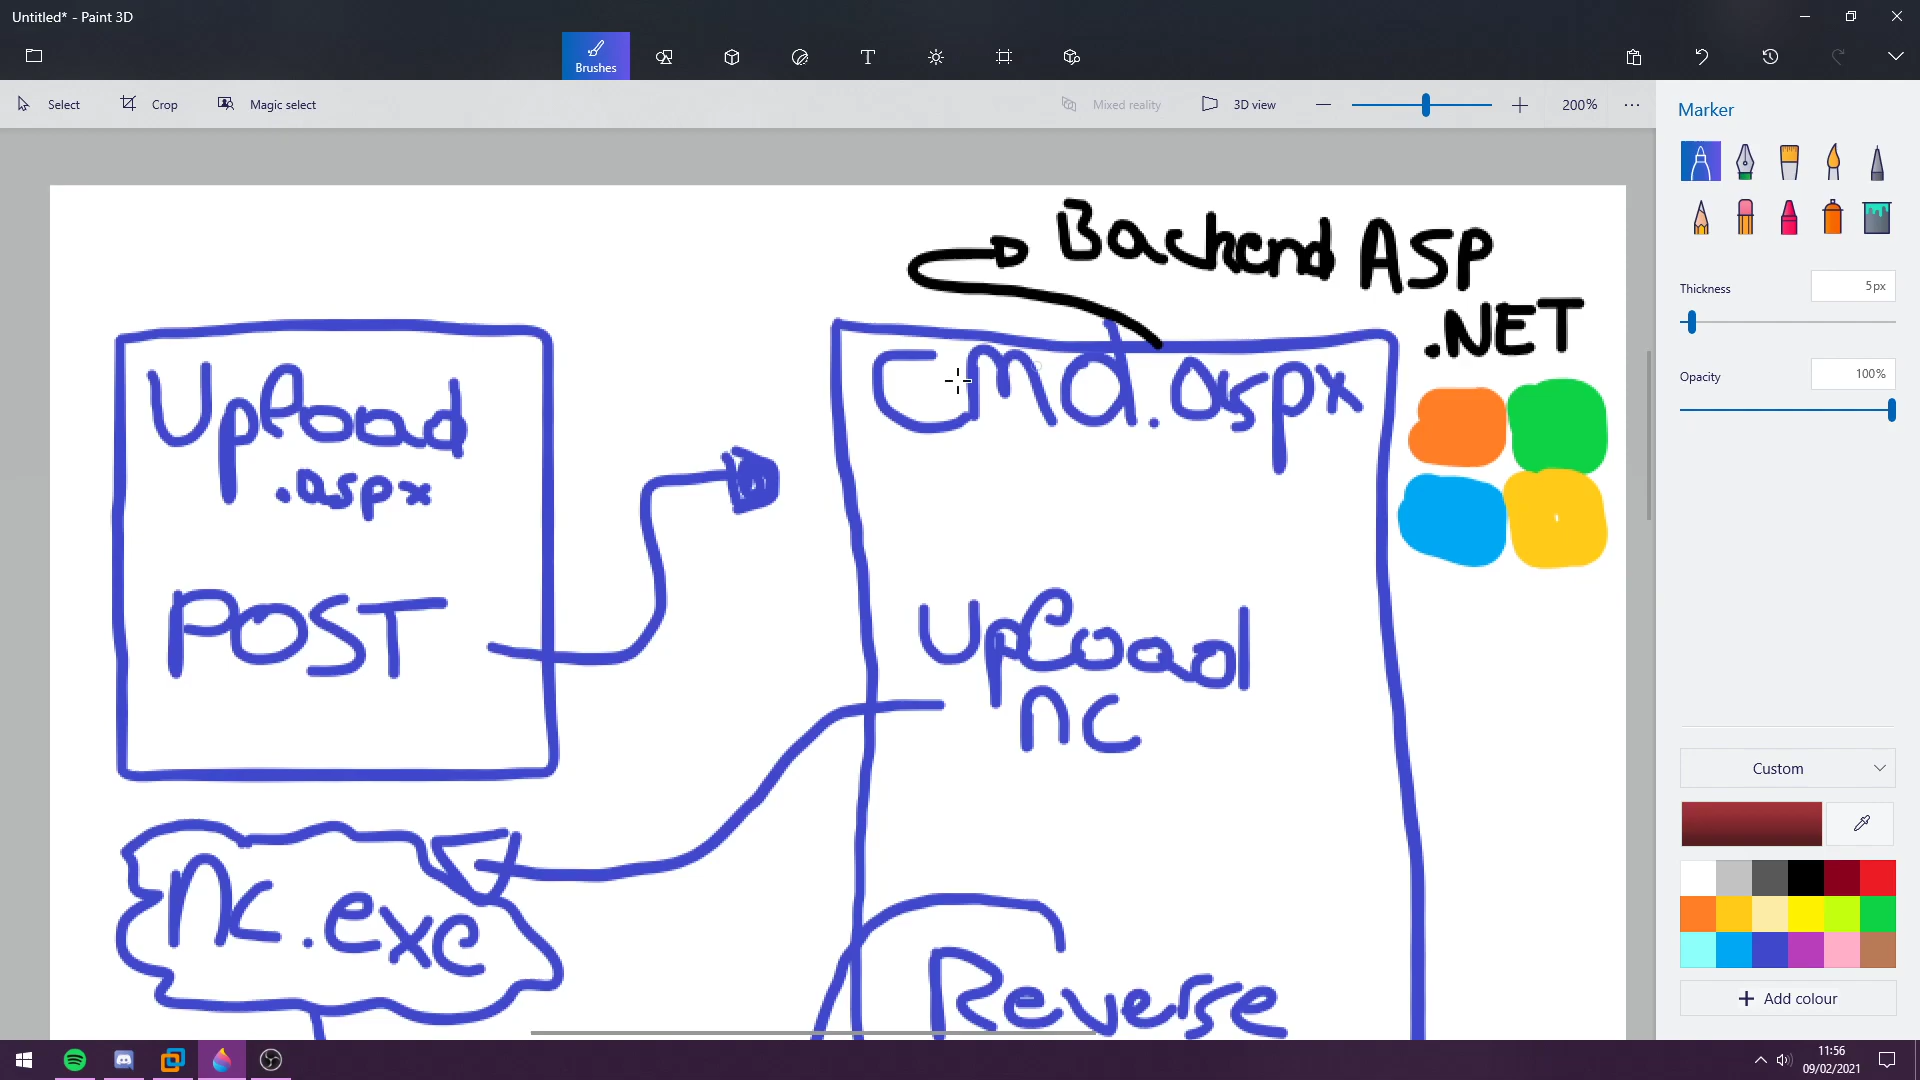 Untitled* - Paint 3D
Brushes
Select
Crop
Magic select
Mixed reality
3D view
200%
Marker
Thickness
5px
Opacity
100%
Custom
Add colour
Backend ASP
.NET
Upload
.aspx
POST
cmd.aspx
Upload
nc
nc.exe
Reverse
11:56
09/02/2021